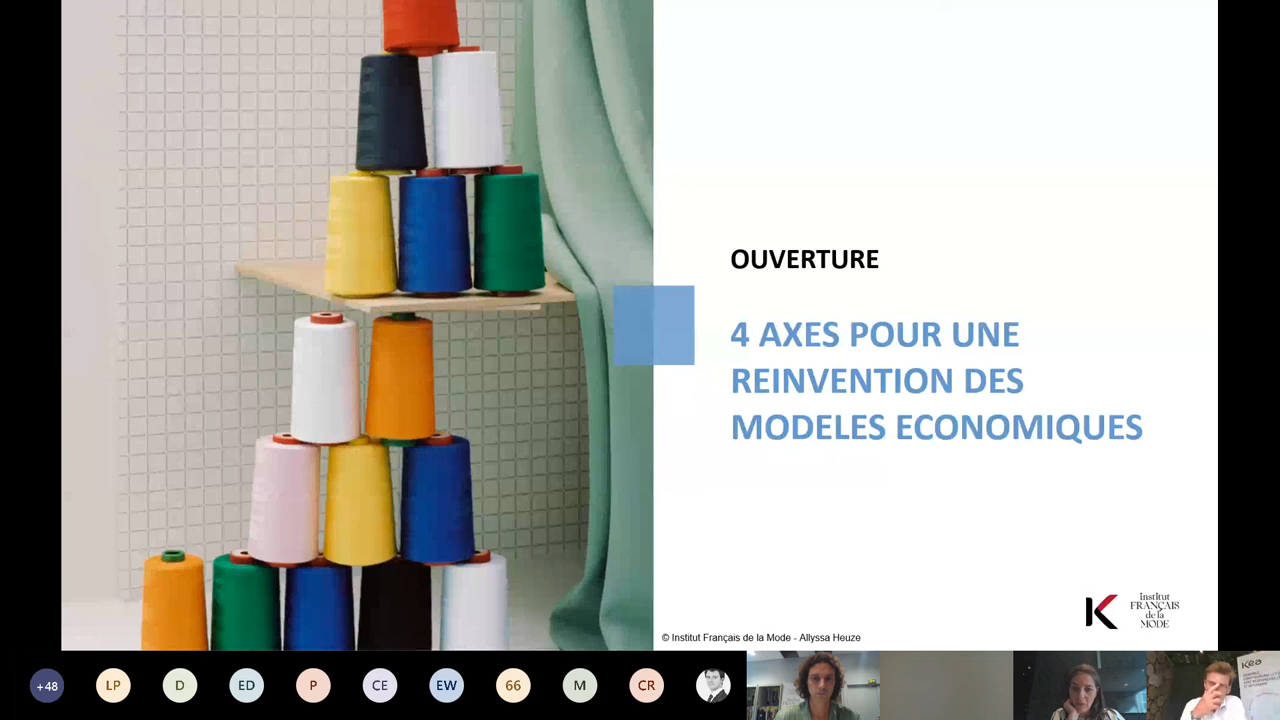 OUVERTURE
4 AXES POUR UNE
REINVENTION DES
MODELES ECONOMIQUES
Institut
FRANÇAIS
de la
MODE
© Institut Français de la Mode - Allyssa Heuze
+48
LP
D
ED
P
CE
EW
66
M
CR
Kéa